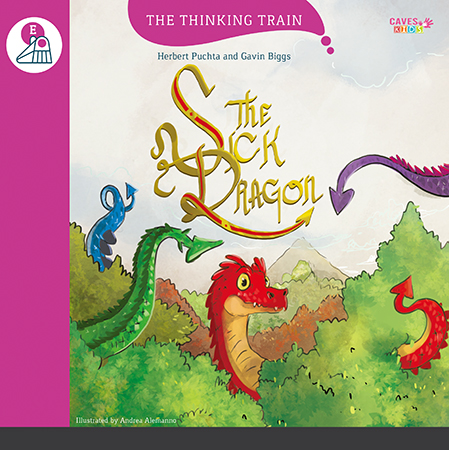 E
THE THINKING TRAIN
CAVES
KIDS
Herbert Puchta and Gavin Biggs
The
Sick
Dragon
Illustrated by Andrea Alemanno